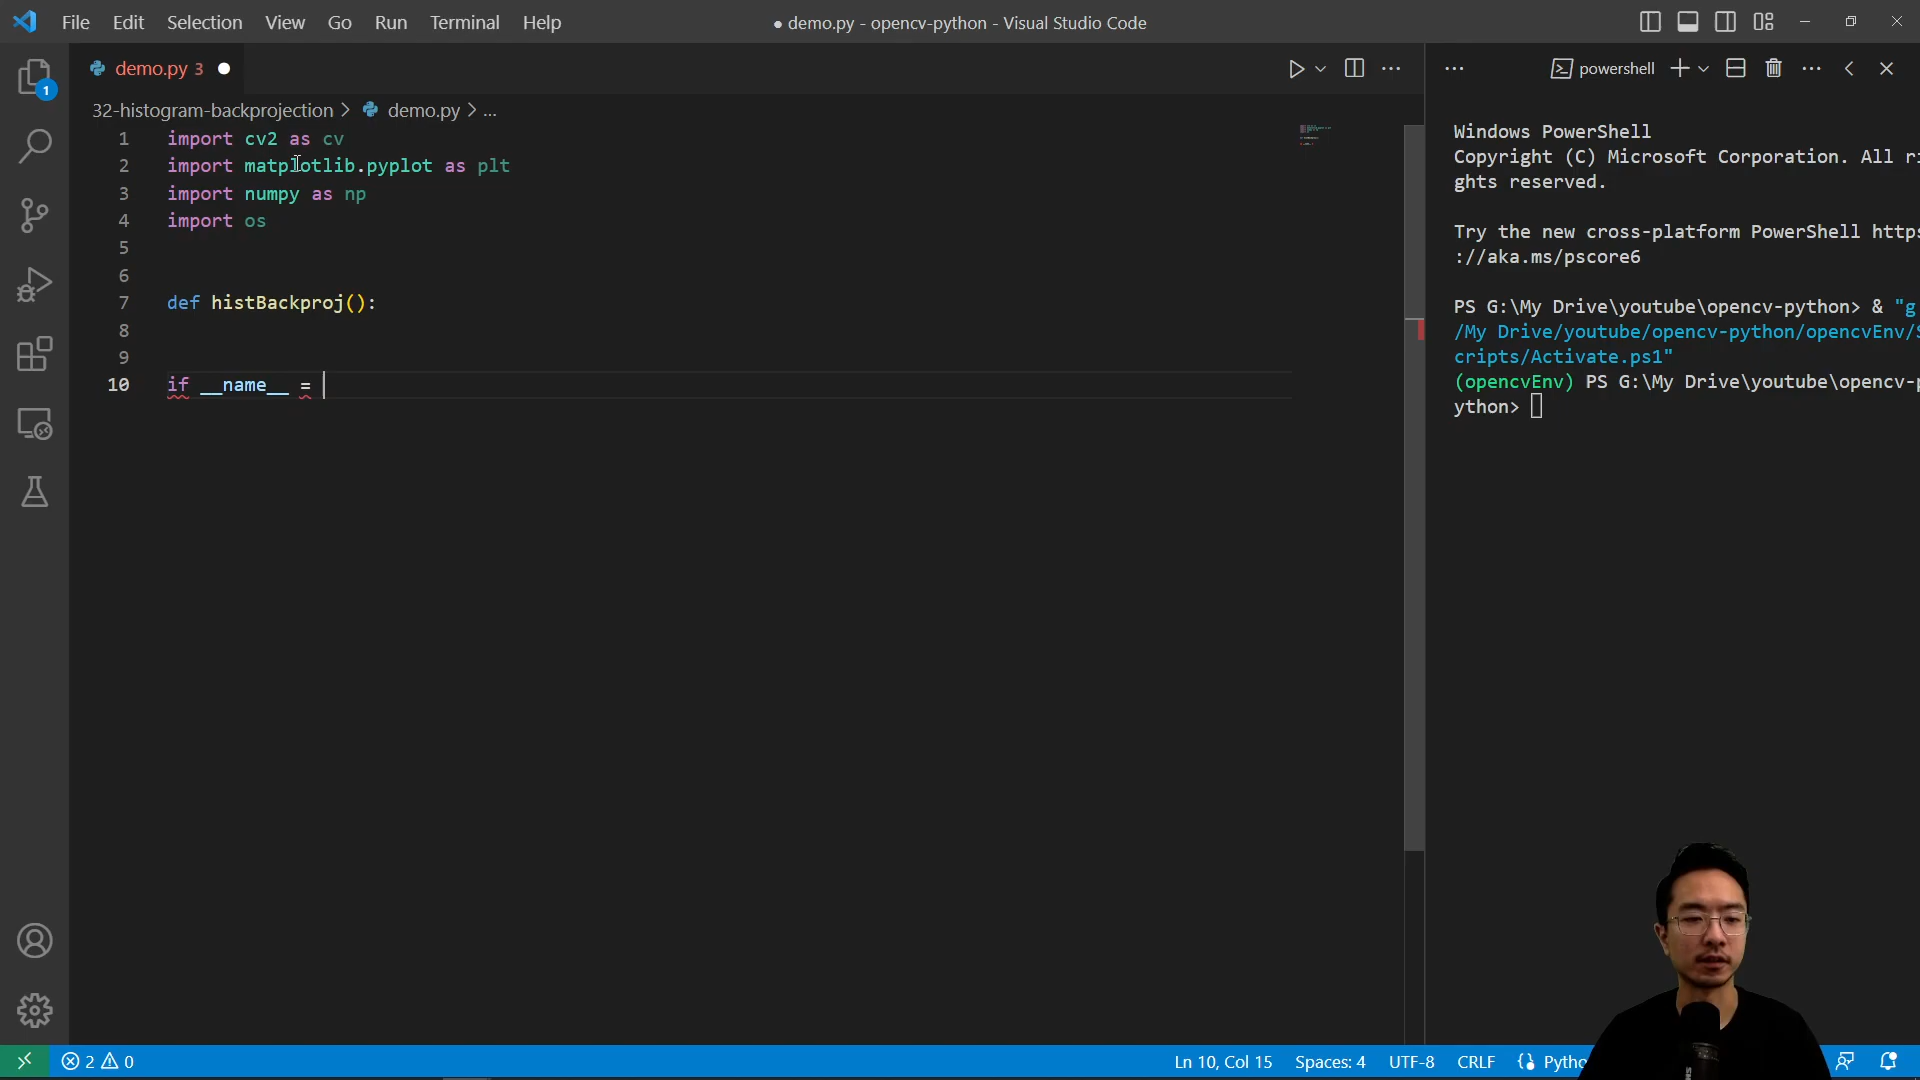 File Edit Selection View Go Run Terminal Help
● demo.py - opencv-python - Visual Studio Code
demo.py 3
powershell
32-histogram-backprojection > demo.py > ...
1 import cv2 as cv
2 import matplotlib.pyplot as plt
3 import numpy as np
4 import os
5
6
7 def histBackproj():
8
9
10 if __name__ =
Windows PowerShell
Copyright (C) Microsoft Corporation. All ri
ghts reserved.
Try the new cross-platform PowerShell https
://aka.ms/pscore6
PS G:\My Drive\youtube\opencv-python> & "g
/My Drive/youtube/opencv-python/opencvEnv/S
cripts/Activate.ps1"
(opencvEnv) PS G:\My Drive\youtube\opencv-p
ython>
1
2 0
Ln 10, Col 15 Spaces: 4 UTF-8 CRLF Pytho